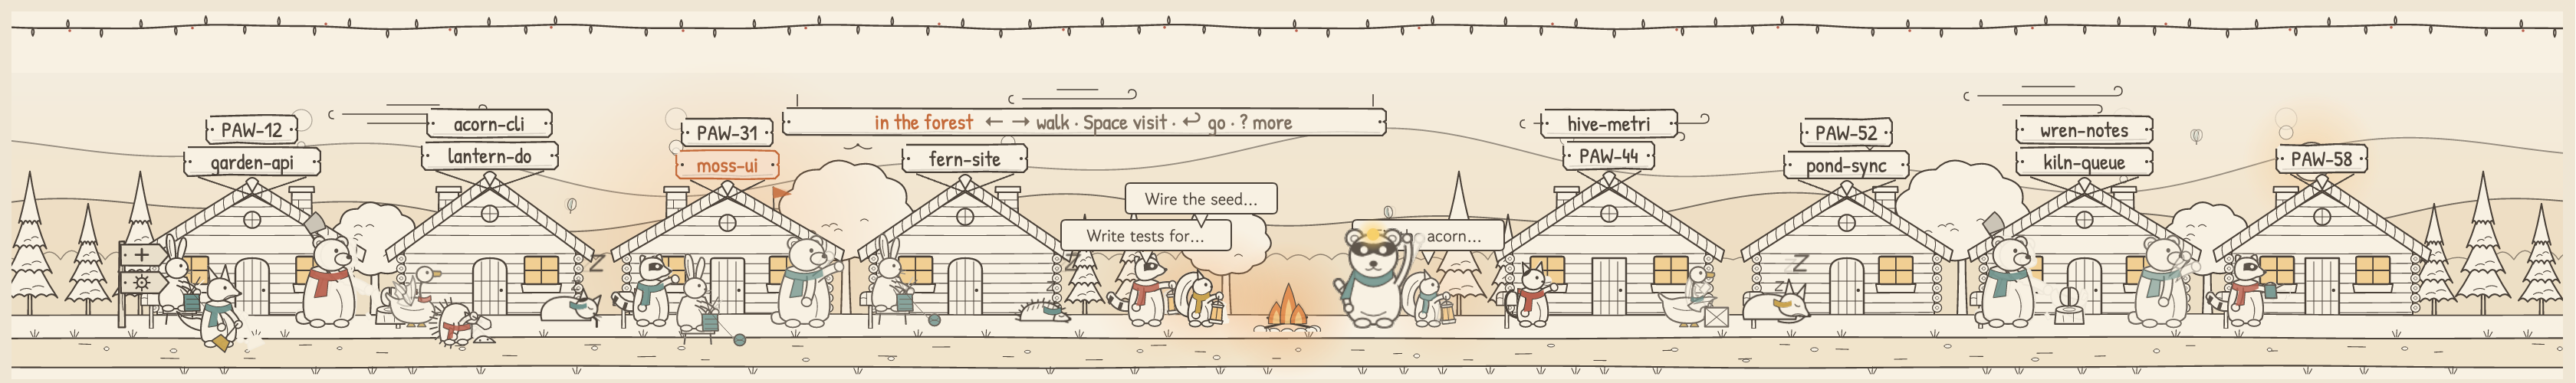 PAW-12
garden-api
acorn-cli
lantern-do
PAW-31
moss-ui
in the forest ← → walk · Space visit · ↩ go · ? more
fern-site
Wire the seed...
Write tests for...
acorn...
hive-metri
PAW-44
PAW-52
pond-sync
wren-notes
kiln-queue
PAW-58
Z
Z
Z
Z